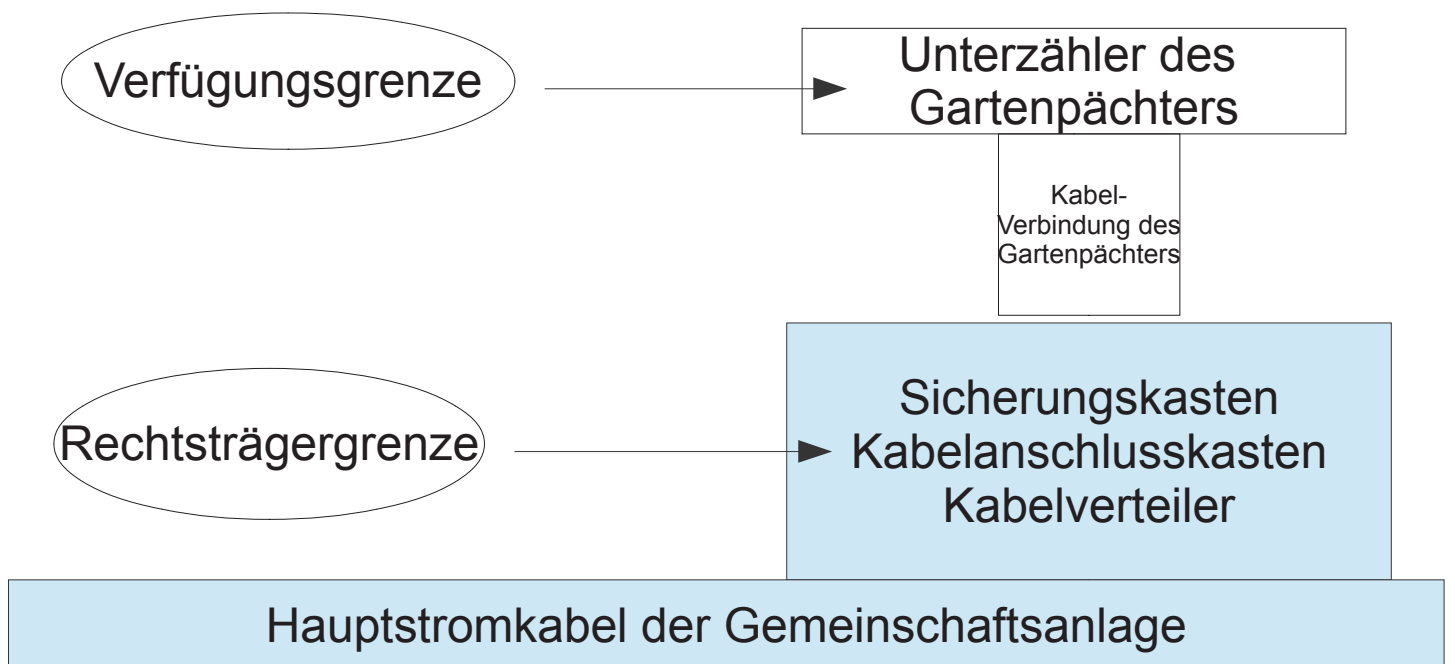 Verfügungsgrenze
Unterzähler des
Gartenpächters
Kabel-
Verbindung des
Gartenpächters
Rechtsträgergrenze
Sicherungskasten
Kabelanschlusskasten
Kabelverteiler
Hauptstromkabel der Gemeinschaftsanlage